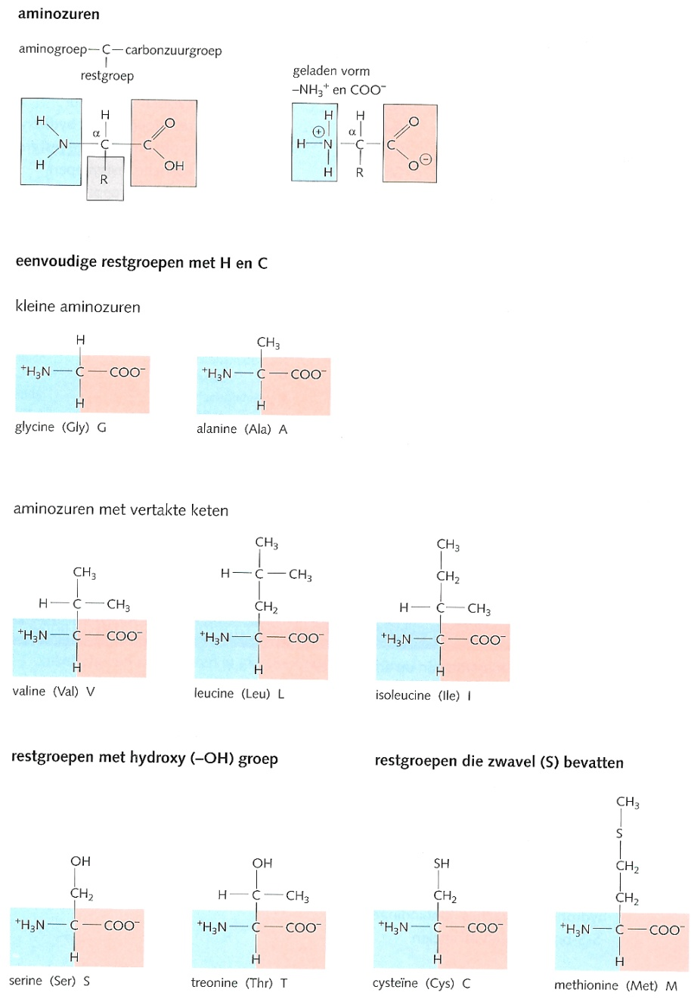 aminozuren
aminogroep—C—carbonzuurgroep
restgroep
geladen vorm
–NH₃⁺ en COO⁻
H
H
N
α
C
H
R
C
O
OH
H
H
H—N
⊕
H
α
H
C
R
C
O
O⊖
eenvoudige restgroepen met H en C
kleine aminozuren
H
⁺H₃N—C—COO⁻
H
glycine (Gly) G
CH₃
⁺H₃N—C—COO⁻
H
alanine (Ala) A
aminozuren met vertakte keten
CH₃
H—C—CH₃
⁺H₃N—C—COO⁻
H
valine (Val) V
CH₃
H—C—CH₃
CH₂
⁺H₃N—C—COO⁻
H
leucine (Leu) L
CH₃
CH₂
H—C—CH₃
⁺H₃N—C—COO⁻
H
isoleucine (Ile) I
restgroepen met hydroxy (–OH) groep
OH
CH₂
⁺H₃N—C—COO⁻
H
serine (Ser) S
OH
H—C—CH₃
⁺H₃N—C—COO⁻
H
treonine (Thr) T
restgroepen die zwavel (S) bevatten
SH
CH₂
⁺H₃N—C—COO⁻
H
cysteïne (Cys) C
CH₃
S
CH₂
CH₂
⁺H₃N—C—COO⁻
H
methionine (Met) M